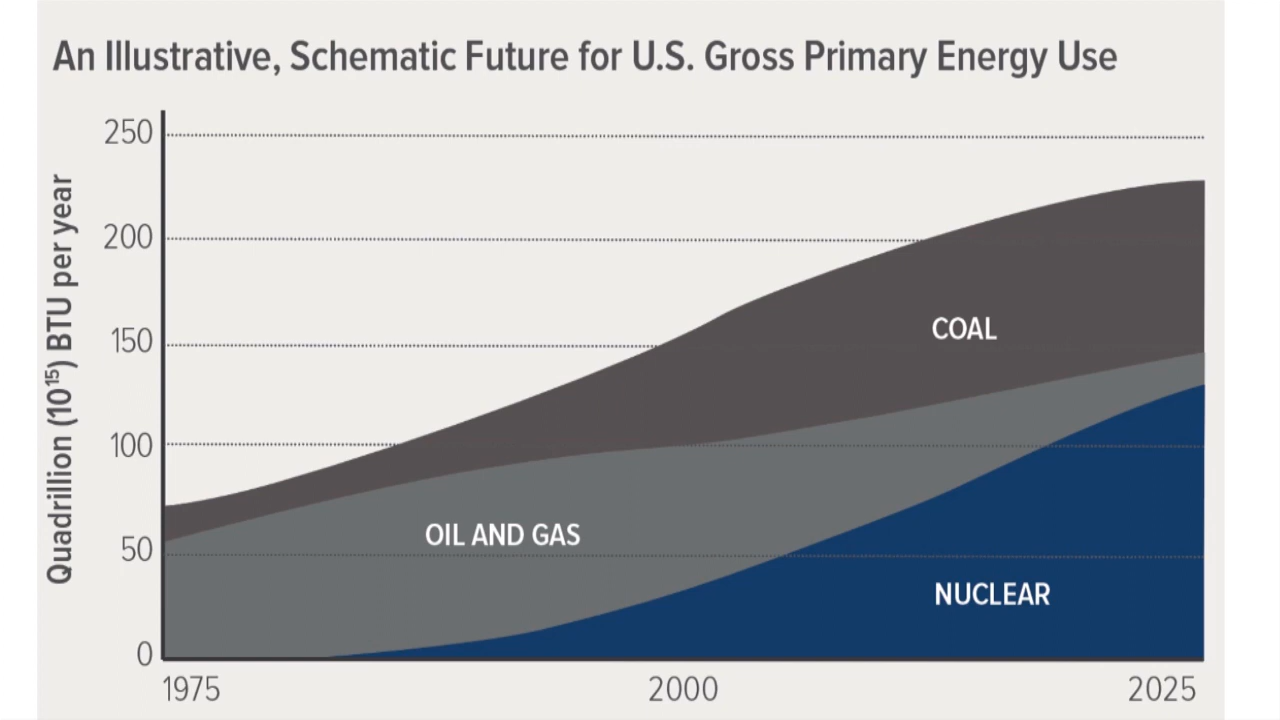 An Illustrative, Schematic Future for U.S. Gross Primary Energy Use
Quadrillion (10¹⁵) BTU per year
250
200
150
100
50
0
COAL
OIL AND GAS
NUCLEAR
1975 2000 2025